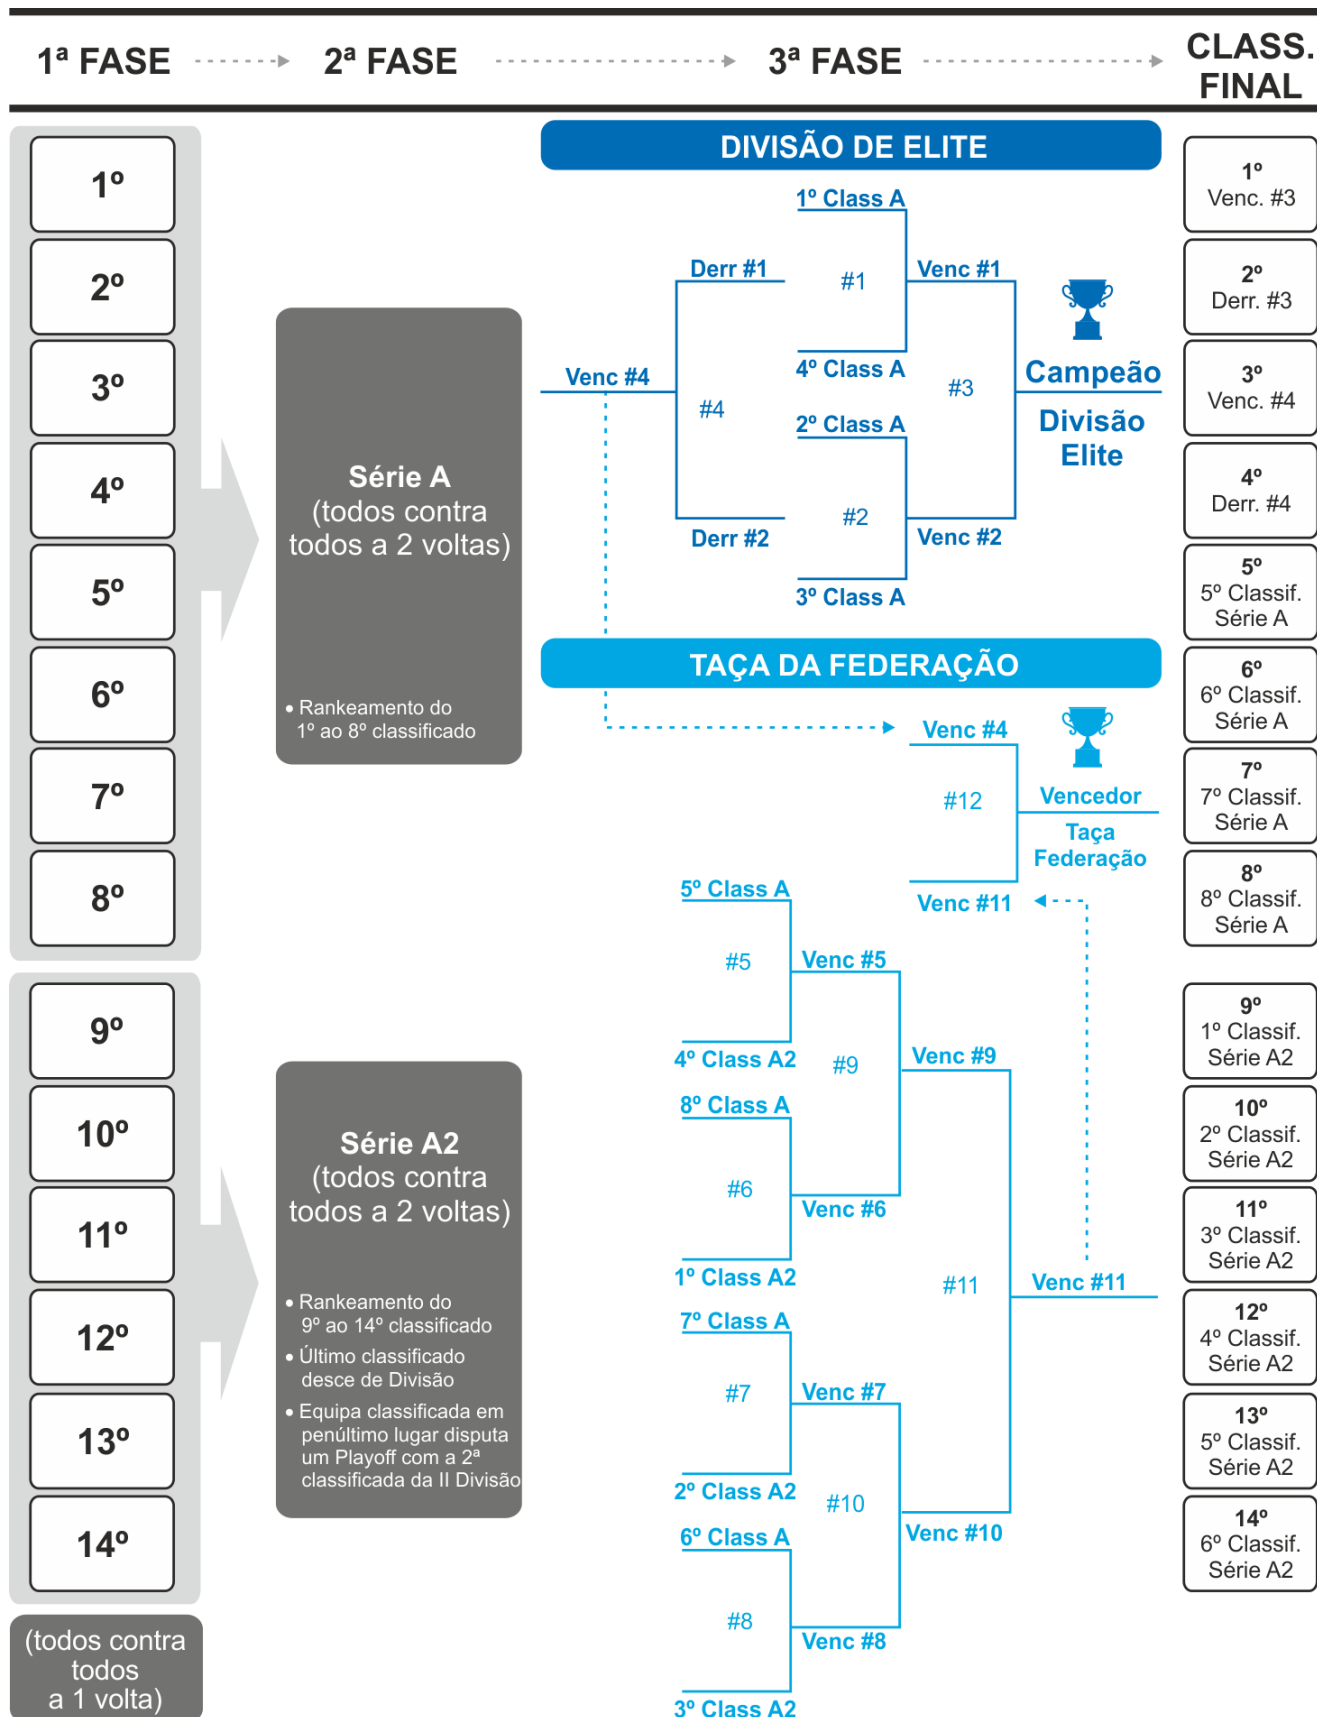 1ª FASE
2ª FASE
3ª FASE
CLASS.
FINAL
1º
2º
3º
4º
5º
6º
7º
8º
9º
10º
11º
12º
13º
14º
(todos contra
todos
a 1 volta)
Série A
(todos contra
todos a 2 voltas)
• Rankeamento do
1º ao 8º classificado
Série A2
(todos contra
todos a 2 voltas)
• Rankeamento do
9º ao 14º classificado
• Último classificado
desce de Divisão
• Equipa classificada em
penúltimo lugar disputa
um Playoff com a 2ª
classificada da II Divisão
DIVISÃO DE ELITE
1º Class A
Derr #1
#1
Venc #1
4º Class A
Venc #4
#4
#3
Campeão
Divisão
Elite
2º Class A
#2
Derr #2
Venc #2
3º Class A
TAÇA DA FEDERAÇÃO
Venc #4
#12
Vencedor
Taça
Federação
Venc #11
5º Class A
#5
Venc #5
4º Class A2
#9
Venc #9
8º Class A
#6
Venc #6
1º Class A2
#11
Venc #11
7º Class A
#7
Venc #7
2º Class A2
#10
Venc #10
6º Class A
#8
Venc #8
3º Class A2
1º
Venc. #3
2º
Derr. #3
3º
Venc. #4
4º
Derr. #4
5º
5º Classif.
Série A
6º
6º Classif.
Série A
7º
7º Classif.
Série A
8º
8º Classif.
Série A
9º
1º Classif.
Série A2
10º
2º Classif.
Série A2
11º
3º Classif.
Série A2
12º
4º Classif.
Série A2
13º
5º Classif.
Série A2
14º
6º Classif.
Série A2